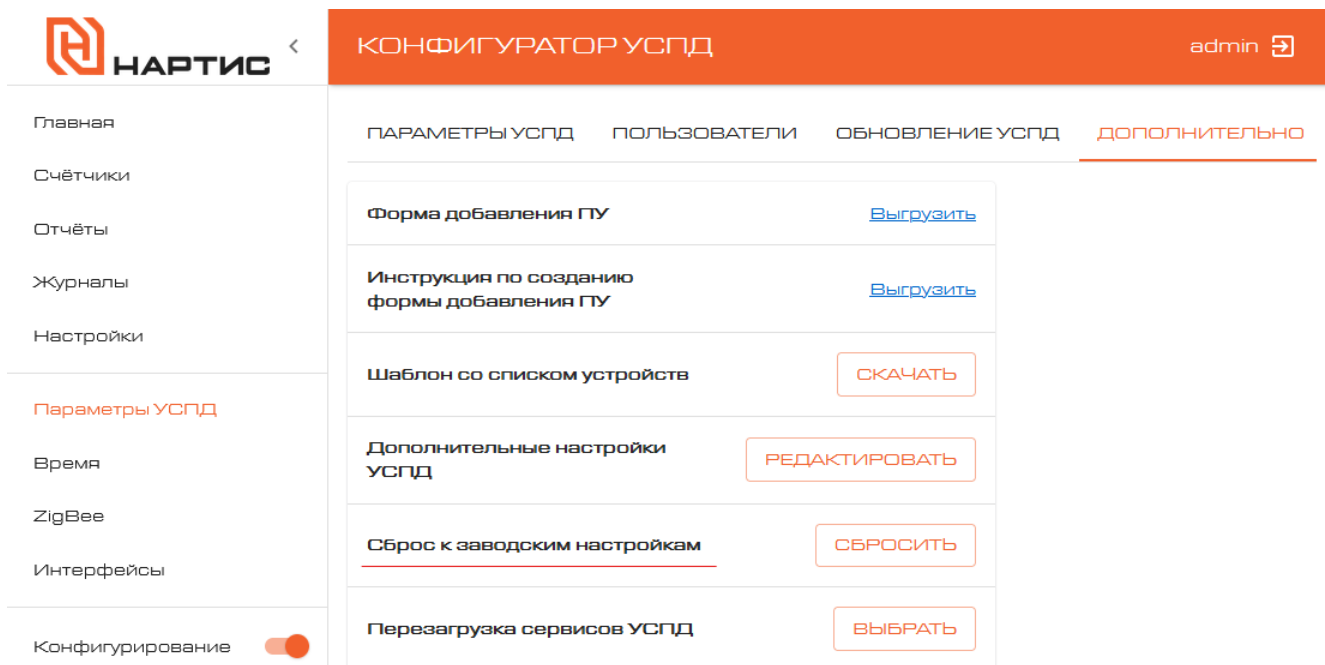 НАРТИС
КОНФИГУРАТОР УСПД
admin
Главная
Счётчики
Отчёты
Журналы
Настройки
Параметры УСПД
Время
ZigBee
Интерфейсы
Конфигурирование
ПАРАМЕТРЫ УСПД ПОЛЬЗОВАТЕЛИ ОБНОВЛЕНИЕ УСПД ДОПОЛНИТЕЛЬНО
Форма добавления ПУ Выгрузить
Инструкция по созданию
формы добавления ПУ Выгрузить
Шаблон со списком устройств СКАЧАТЬ
Дополнительные настройки
УСПД РЕДАКТИРОВАТЬ
Сброс к заводским настройкам СБРОСИТЬ
Перезагрузка сервисов УСПД ВЫБРАТЬ